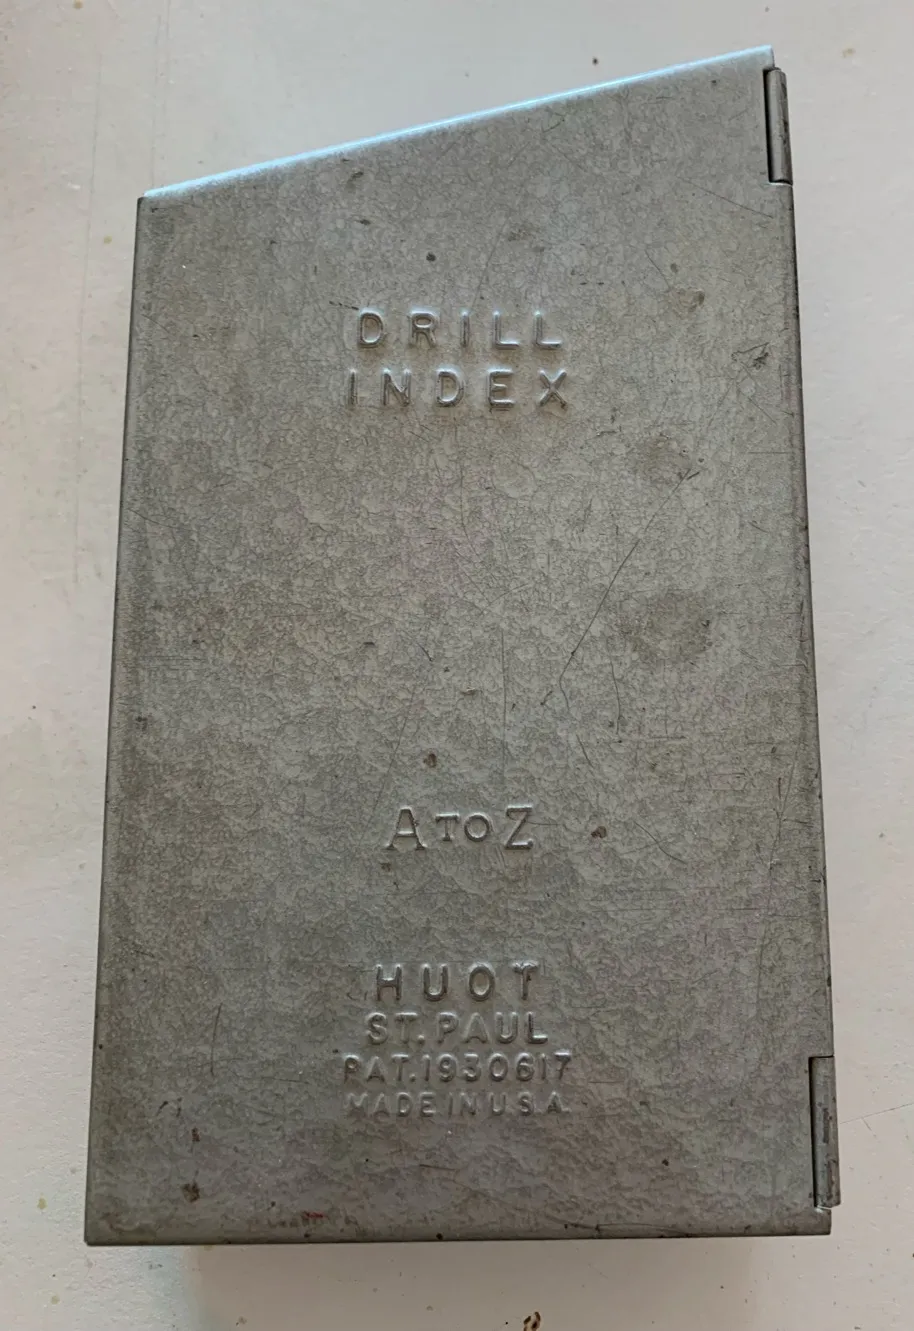 DRILL
INDEX
A TO Z
HUOT
ST. PAUL
PAT. 1930617
MADE IN U.S.A.